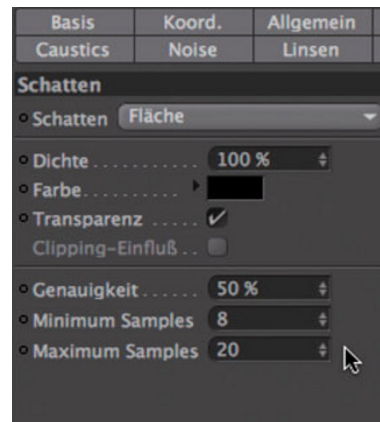 Basis Koord. Allgemein
Caustics Noise Linsen
Schatten
Schatten Fläche
Dichte . . . . . . . . . . . 100 %
Farbe. . . . . . . . . .
Transparenz . . . . .
Clipping-Einfluß . .
Genauigkeit . . . . . . 50 %
Minimum Samples 8
Maximum Samples 20